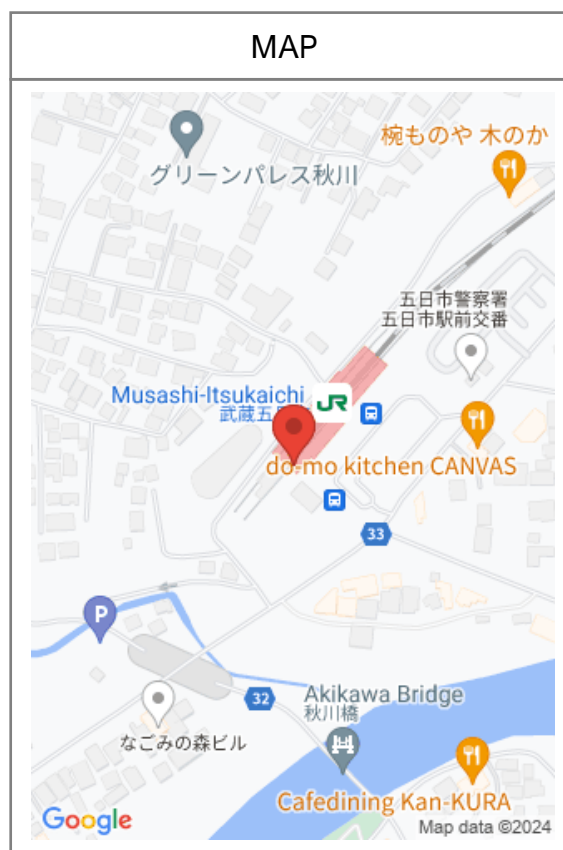 MAP
椀ものや 木のか
グリーンパレス秋川
五日市警察署
五日市駅前交番
Musashi-Itsukaichi
JR
武蔵五
do-mo kitchen CANVAS
33
P
32
Akikawa Bridge
秋川橋
なごみの森ビル
Cafedining Kan-KURA
Google
Map data ©2024